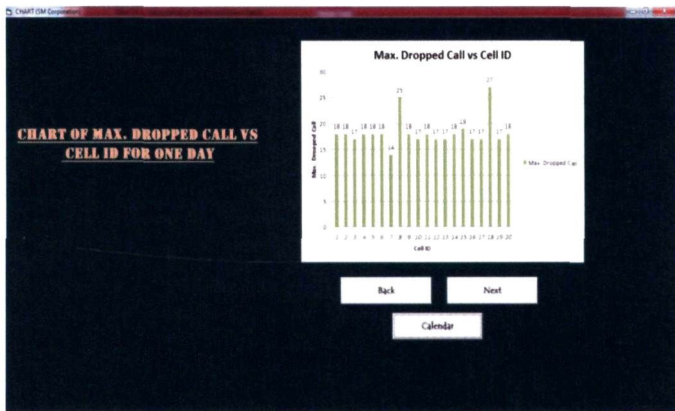 CHART (SM Corporation)
CHART OF MAX. DROPPED CALL VS
CELL ID FOR ONE DAY
Max. Dropped Call vs Cell ID
Max. Dropped Call
30
25
20
15
10
5
0
18 18 17 18 18 18 14 25 18 17 18 17 17 18 19 17 17 27 17 18
1 2 3 4 5 6 7 8 9 10 11 12 13 14 15 16 17 18 19 20
Cell ID
Max. Dropped Call
Back
Next
Calendar